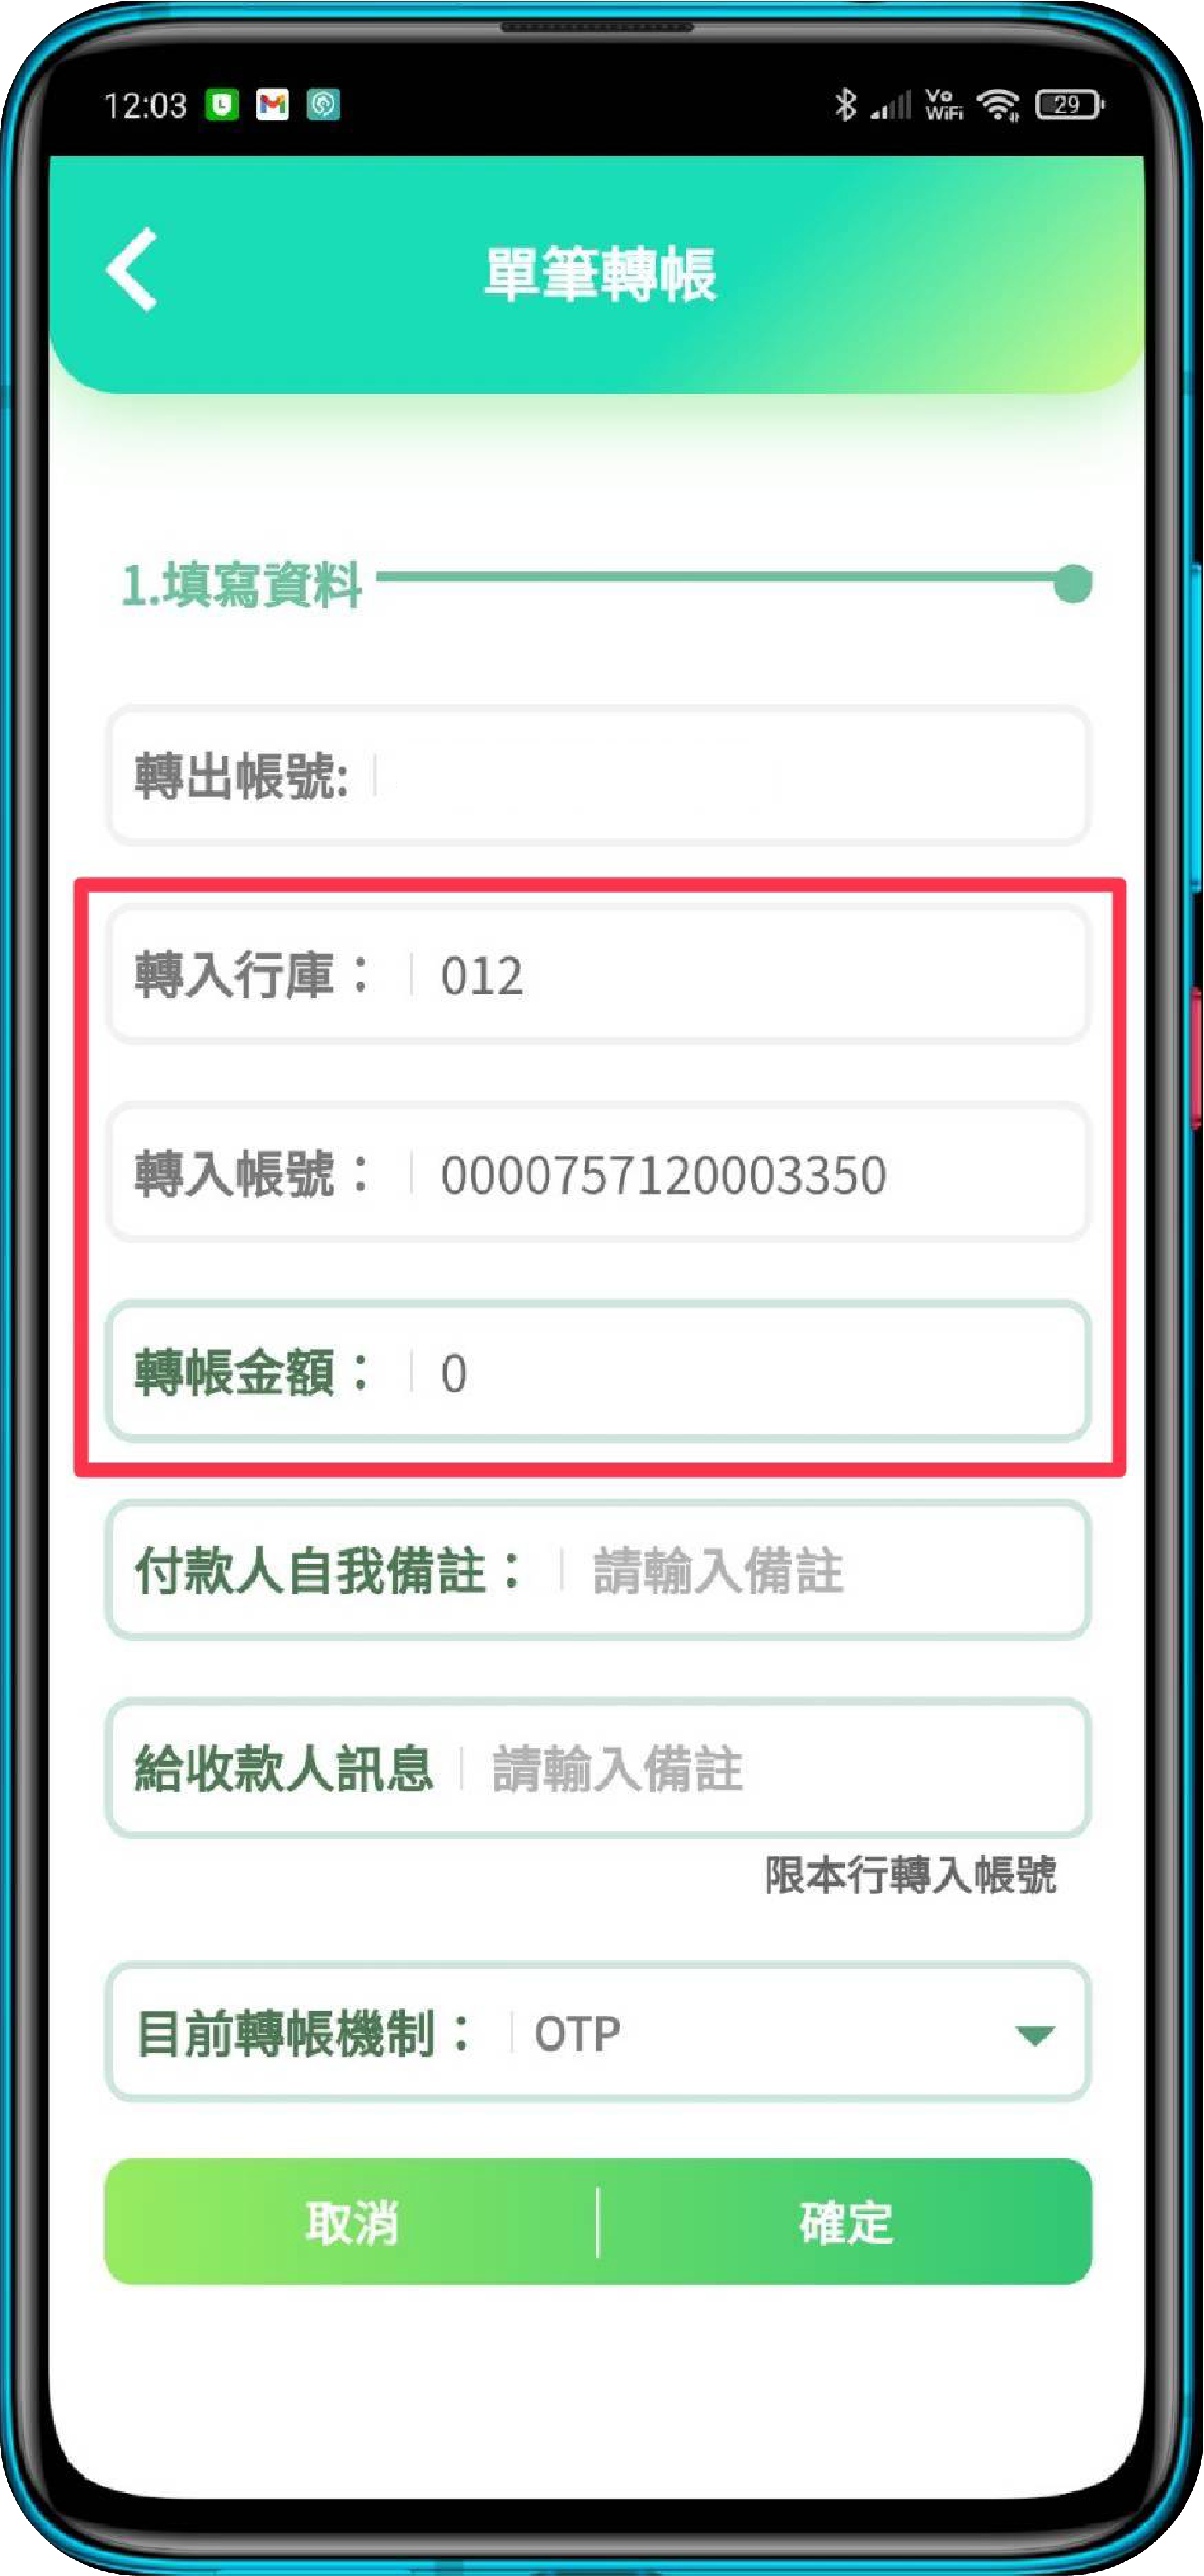 12:03
Vo WiFi 29
單筆轉帳
1.填寫資料
轉出帳號:
轉入行庫： 012
轉入帳號： 0000757120003350
轉帳金額： 0
付款人自我備註： 請輸入備註
給收款人訊息 請輸入備註
限本行轉入帳號
目前轉帳機制： OTP
取消 確定